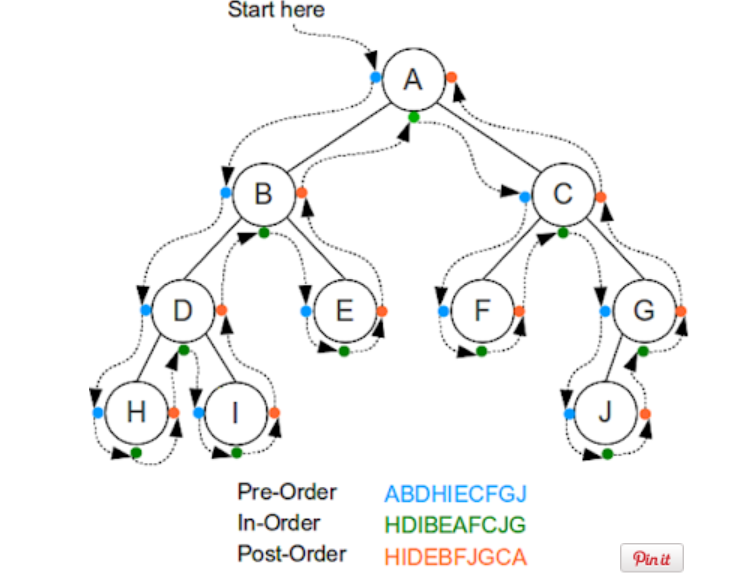 Start here
A
B
C
D
E
F
G
H
I
J
Pre-Order ABDHIECFGJ
In-Order HDIBEAFCJG
Post-Order HIDEBFJGCA
Pin it